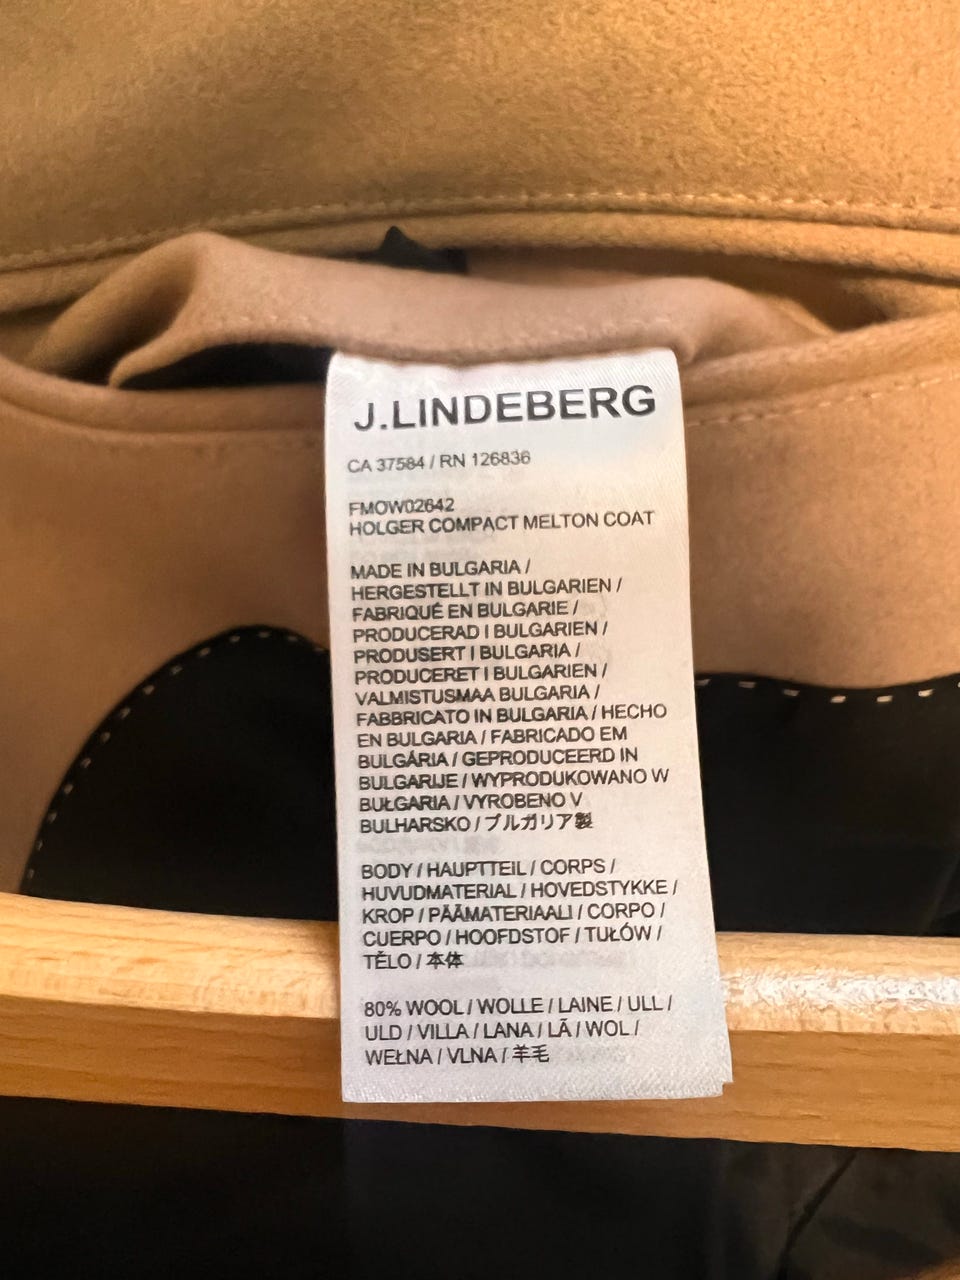 J.LINDEBERG
CA 37584 / RN 126836
FMOW02642
HOLGER COMPACT MELTON COAT
MADE IN BULGARIA /
HERGESTELLT IN BULGARIEN /
FABRIQUÉ EN BULGARIE /
PRODUCERAD I BULGARIEN /
PRODUSERT I BULGARIA /
PRODUCERET I BULGARIEN /
VALMISTUSMAA BULGARIA /
FABBRICATO IN BULGARIA / HECHO
EN BULGARIA / FABRICADO EM
BULGÁRIA / GEPRODUCEERD IN
BULGARIJE / WYPRODUKOWANO W
BUŁGARIA / VYROBENO V
BULHARSKO / ブルガリア製
BODY / HAUPTTEIL / CORPS /
HUVUDMATERIAL / HOVEDSTYKKE /
KROP / PÄÄMATERIAALI / CORPO /
CUERPO / HOOFDSTOF / TUŁÓW /
TĚLO / 本体
80% WOOL / WOLLE / LAINE / ULL /
ULD / VILLA / LANA / LÃ / WOL /
WEŁNA / VLNA / 羊毛